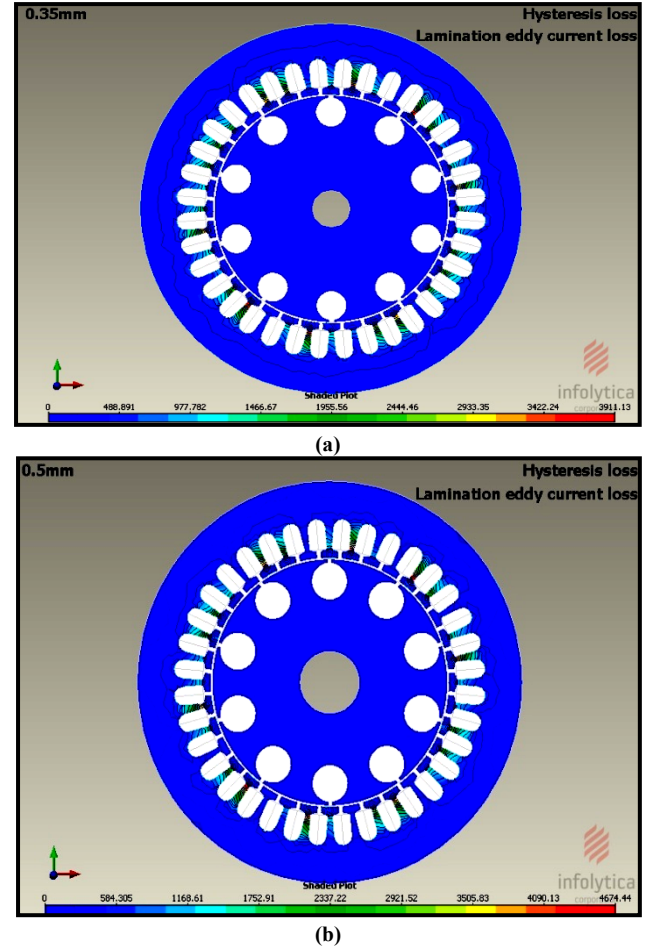 0.35mm
Hysteresis loss
Lamination eddy current loss
infolytica
corporation
Shaded Plot
0 488.891 977.782 1466.67 1955.56 2444.46 2933.35 3422.24 3911.13
(a)
0.5mm
Hysteresis loss
Lamination eddy current loss
infolytica
Shaded Plot
0 584.305 1168.61 1752.91 2337.22 2921.52 3505.83 4090.13 4674.44
(b)